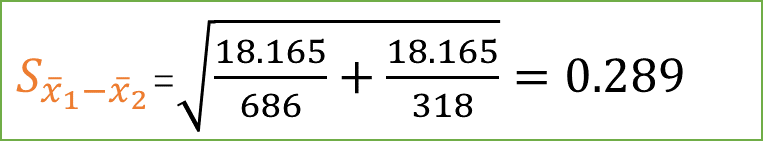 S_{x̄₁−x̄₂} = √(18.165/686 + 18.165/318) = 0.289